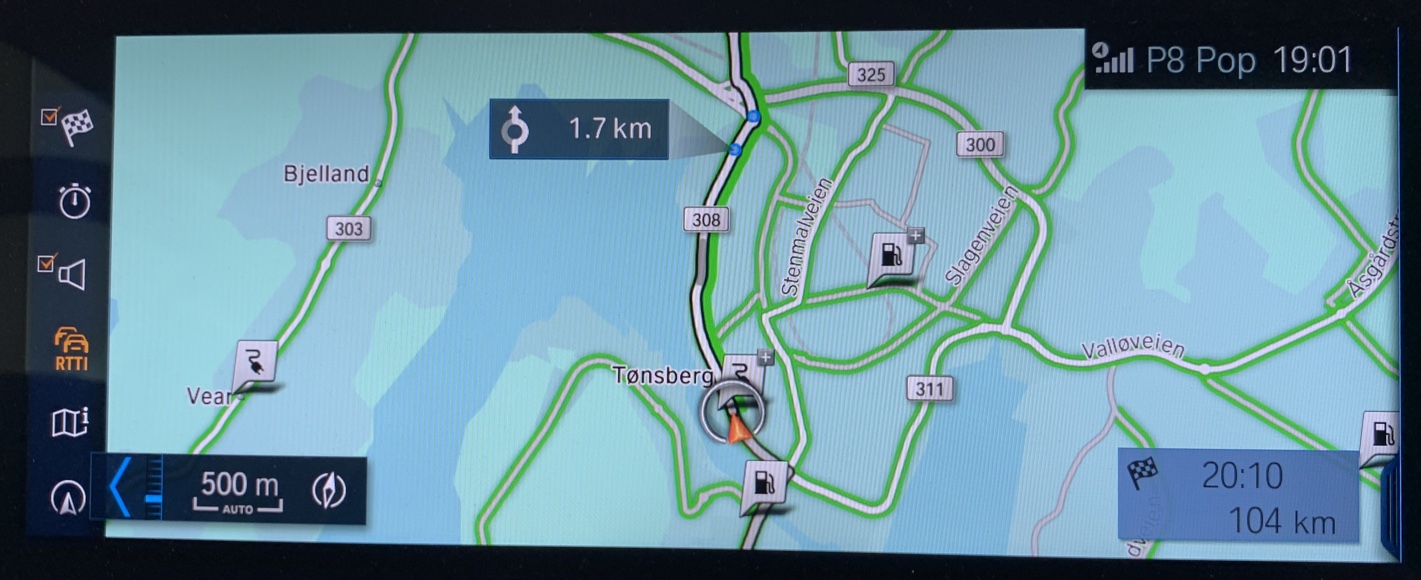 P8 Pop 19:01
325
1.7 km
300
Bjelland
303
308
Stenmalveien
Slagenveien
RTTI
Tønsberg
Valløveien
Vear
311
500 m
AUTO
20:10
104 km